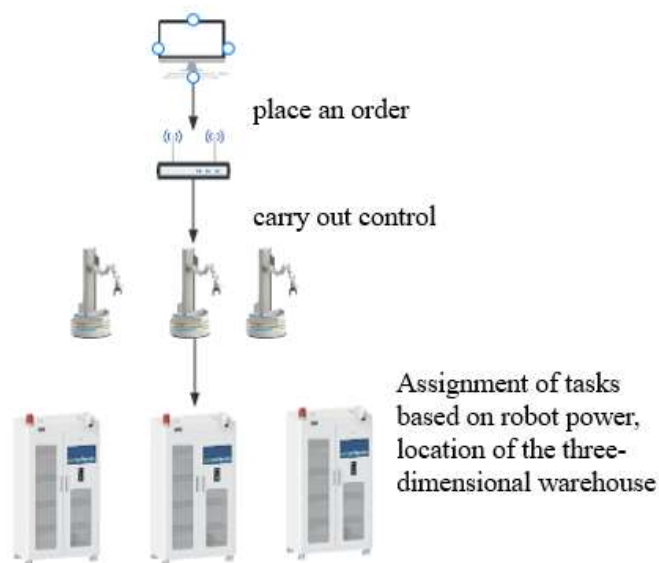 place an order
carry out control
Assignment of tasks
based on robot power,
location of the three-
dimensional warehouse